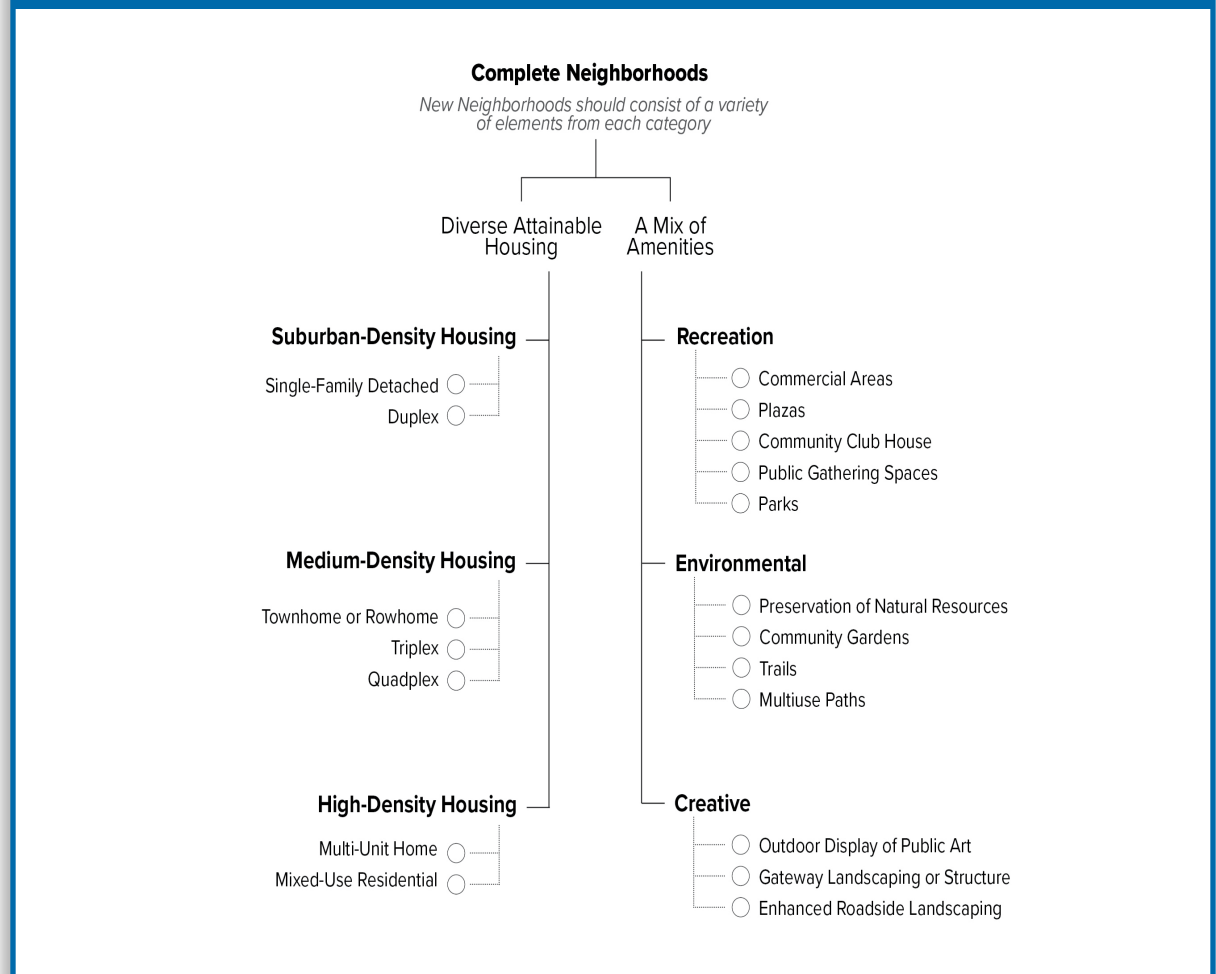 Complete Neighborhoods
New Neighborhoods should consist of a variety
of elements from each category
Diverse Attainable
Housing
A Mix of
Amenities
Suburban-Density Housing
Single-Family Detached
Duplex
Medium-Density Housing
Townhome or Rowhome
Triplex
Quadplex
High-Density Housing
Multi-Unit Home
Mixed-Use Residential
Recreation
Commercial Areas
Plazas
Community Club House
Public Gathering Spaces
Parks
Environmental
Preservation of Natural Resources
Community Gardens
Trails
Multiuse Paths
Creative
Outdoor Display of Public Art
Gateway Landscaping or Structure
Enhanced Roadside Landscaping